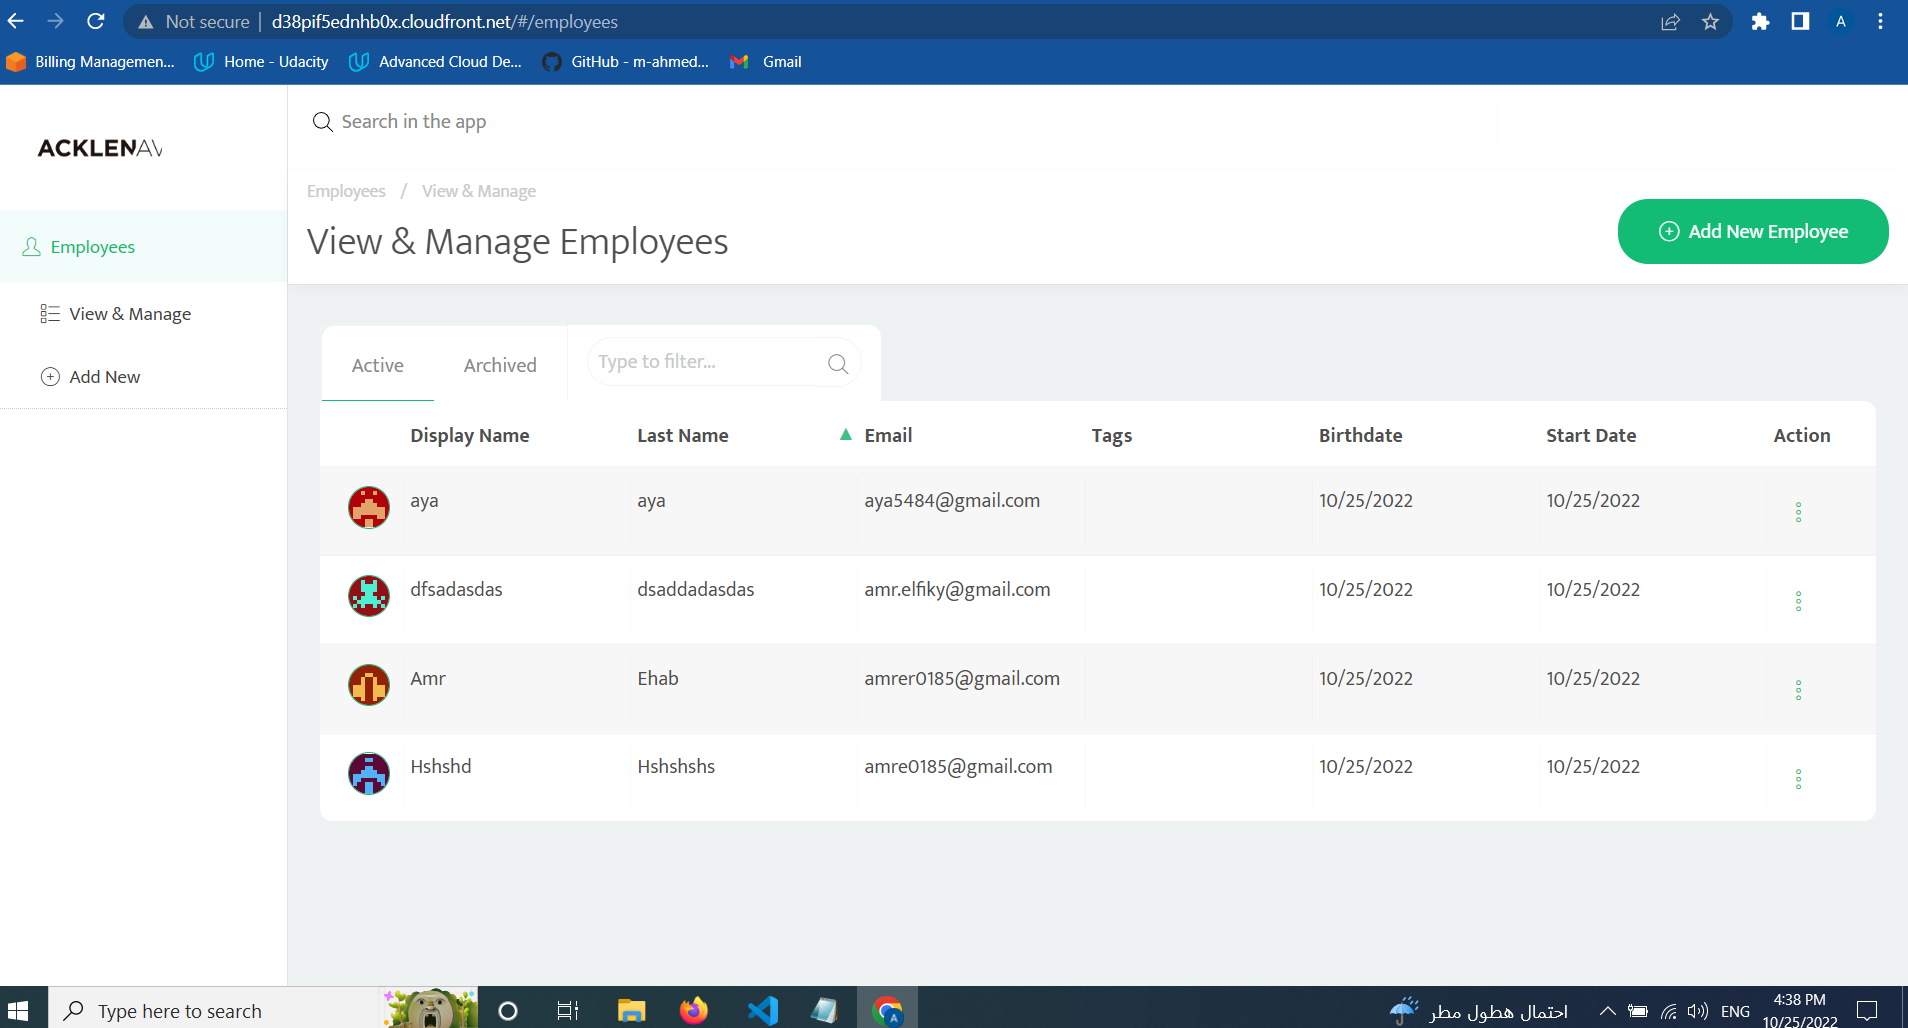 Not secure | d38pif5ednhb0x.cloudfront.net/#/employees
A
Billing Managemen...
Home - Udacity
Advanced Cloud De...
GitHub - m-ahmed...
Gmail
ACKLENAV
Search in the app
Employees / View & Manage
View & Manage Employees
Add New Employee
Employees
View & Manage
Add New
Active
Archived
Type to filter...
Display Name Last Name Email Tags Birthdate Start Date Action
aya aya aya5484@gmail.com 10/25/2022 10/25/2022
dfsadasdas dsaddadasdas amr.elfiky@gmail.com 10/25/2022 10/25/2022
Amr Ehab amrer0185@gmail.com 10/25/2022 10/25/2022
Hshshd Hshshshs amre0185@gmail.com 10/25/2022 10/25/2022
Type here to search
احتمال هطول مطر
ENG
4:38 PM
10/25/2022